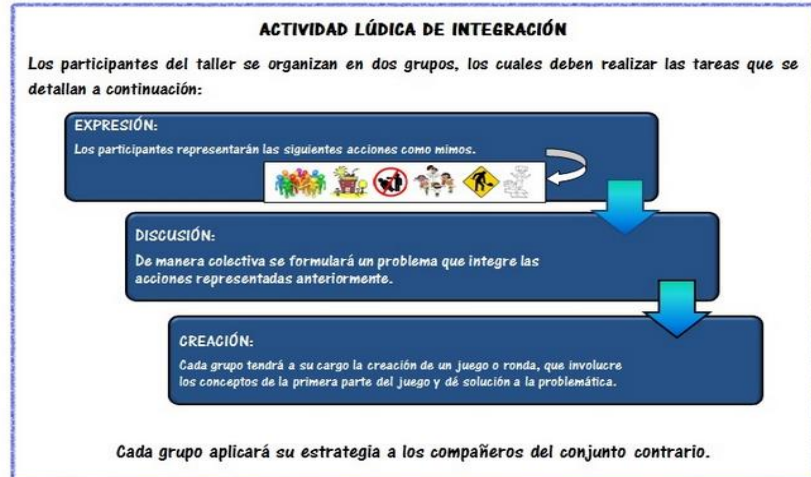 ACTIVIDAD LÚDICA DE INTEGRACIÓN
Los participantes del taller se organizan en dos grupos, los cuales deben realizar las tareas que se
detallan a continuación:
EXPRESIÓN:
Los participantes representarán las siguientes acciones como mimos.
DISCUSIÓN:
De manera colectiva se formulará un problema que integre las
acciones representadas anteriormente.
CREACIÓN:
Cada grupo tendrá a su cargo la creación de un juego o ronda, que involucre
los conceptos de la primera parte del juego y dé solución a la problemática.
Cada grupo aplicará su estrategia a los compañeros del conjunto contrario.